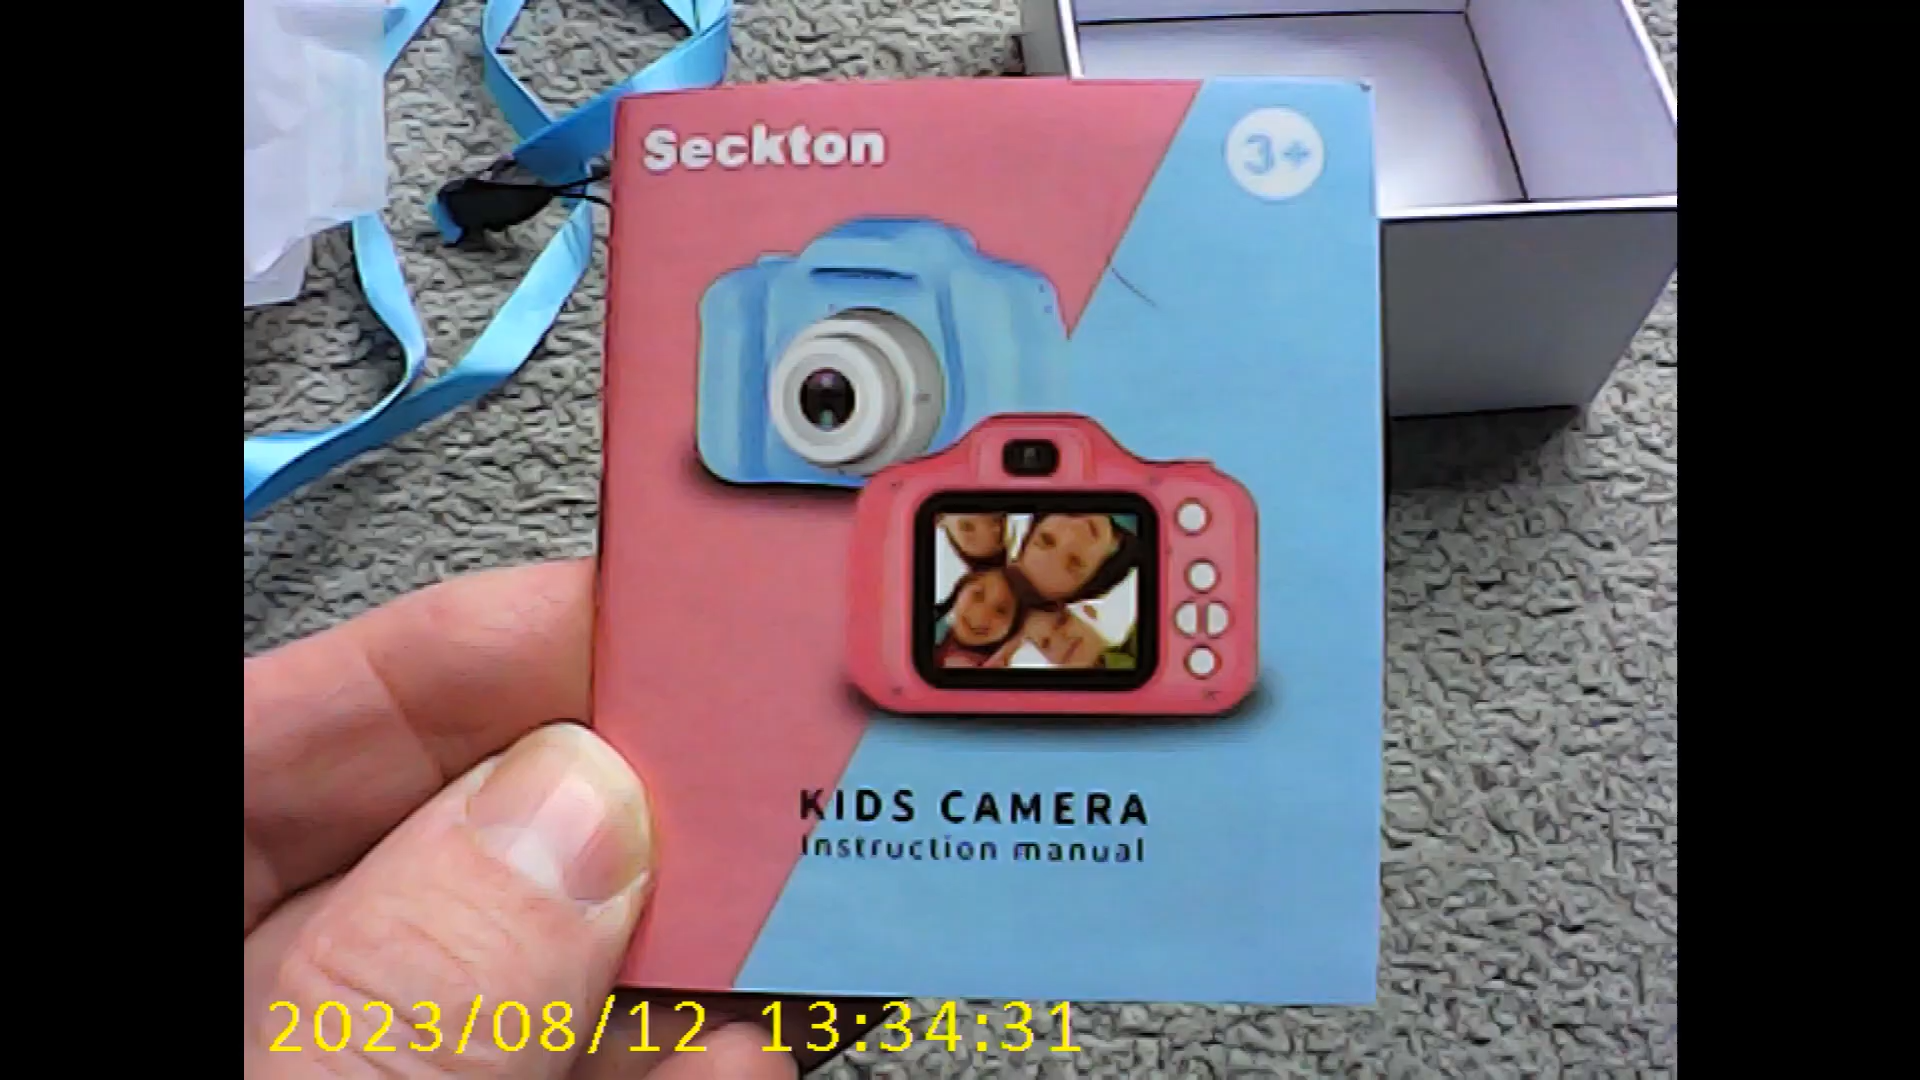 Seckton
3+
KIDS CAMERA
Instruction manual
2023/08/12 13:34:31